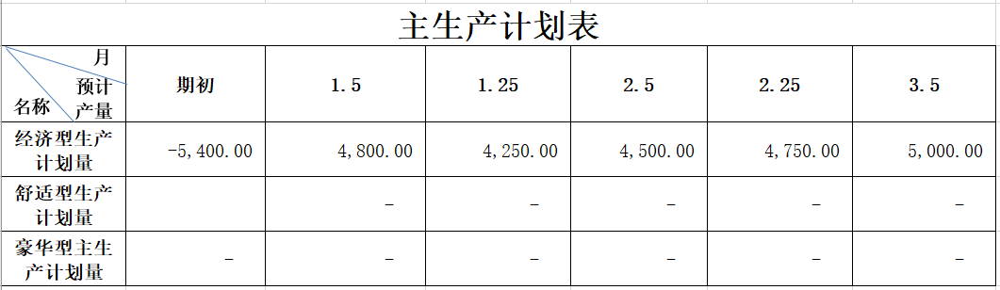 主生产计划表
月
预计
产量
名称
期初 1.5 1.25 2.5 2.25 3.5
经济型生产
计划量
-5,400.00 4,800.00 4,250.00 4,500.00 4,750.00 5,000.00
舒适型生产
计划量
- - - - -
豪华型主生
产计划量
- - - - - -